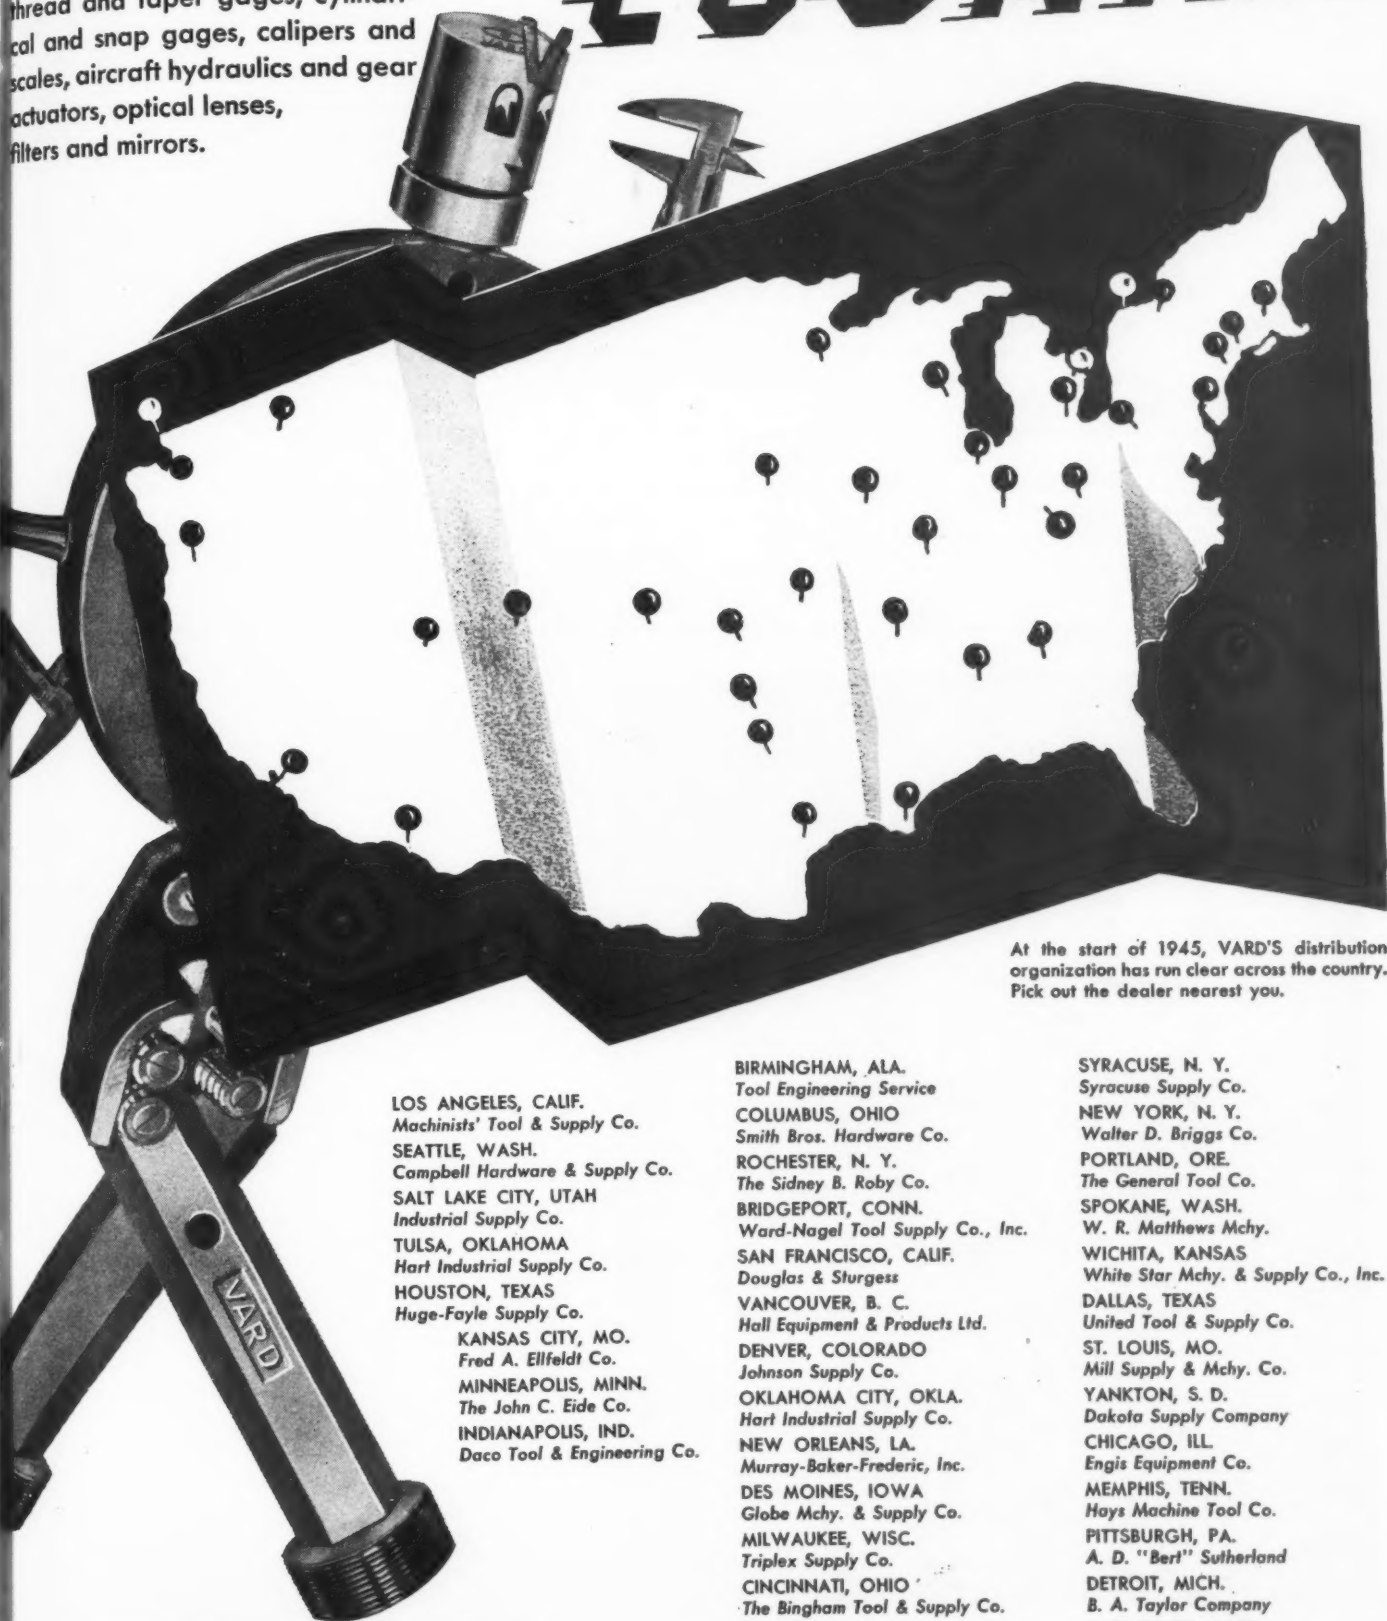 thread and taper gages, cylindri-
cal and snap gages, calipers and
scales, aircraft hydraulics and gear
actuators, optical lenses,
filters and mirrors.
At the start of 1945, VARD'S distribution
organization has run clear across the country.
Pick out the dealer nearest you.
VARD
LOS ANGELES, CALIF.
Machinists' Tool & Supply Co.
SEATTLE, WASH.
Campbell Hardware & Supply Co.
SALT LAKE CITY, UTAH
Industrial Supply Co.
TULSA, OKLAHOMA
Hart Industrial Supply Co.
HOUSTON, TEXAS
Huge-Fayle Supply Co.
KANSAS CITY, MO.
Fred A. Ellfeldt Co.
MINNEAPOLIS, MINN.
The John C. Eide Co.
INDIANAPOLIS, IND.
Daco Tool & Engineering Co.
BIRMINGHAM, ALA.
Tool Engineering Service
COLUMBUS, OHIO
Smith Bros. Hardware Co.
ROCHESTER, N. Y.
The Sidney B. Roby Co.
BRIDGEPORT, CONN.
Ward-Nagel Tool Supply Co., Inc.
SAN FRANCISCO, CALIF.
Douglas & Sturgess
VANCOUVER, B. C.
Hall Equipment & Products Ltd.
DENVER, COLORADO
Johnson Supply Co.
OKLAHOMA CITY, OKLA.
Hart Industrial Supply Co.
NEW ORLEANS, LA.
Murray-Baker-Frederic, Inc.
DES MOINES, IOWA
Globe Mchy. & Supply Co.
MILWAUKEE, WISC.
Triplex Supply Co.
CINCINNATI, OHIO
The Bingham Tool & Supply Co.
SYRACUSE, N. Y.
Syracuse Supply Co.
NEW YORK, N. Y.
Walter D. Briggs Co.
PORTLAND, ORE.
The General Tool Co.
SPOKANE, WASH.
W. R. Matthews Mchy.
WICHITA, KANSAS
White Star Mchy. & Supply Co., Inc.
DALLAS, TEXAS
United Tool & Supply Co.
ST. LOUIS, MO.
Mill Supply & Mchy. Co.
YANKTON, S. D.
Dakota Supply Company
CHICAGO, ILL.
Engis Equipment Co.
MEMPHIS, TENN.
Hays Machine Tool Co.
PITTSBURGH, PA.
A. D. "Bert" Sutherland
DETROIT, MICH.
B. A. Taylor Company